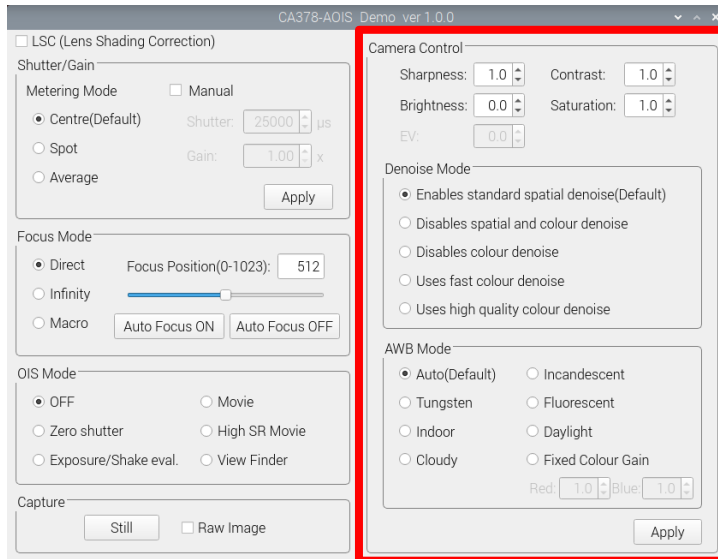 CA378-AOIS Demo ver 1.0.0
LSC (Lens Shading Correction)
Shutter/Gain
Metering Mode
Manual
Centre(Default)
Shutter: 25000 µs
Spot
Gain: 1.00 x
Average
Apply
Focus Mode
Direct
Focus Position(0-1023): 512
Infinity
Macro
Auto Focus ON
Auto Focus OFF
OIS Mode
OFF
Movie
Zero shutter
High SR Movie
Exposure/Shake eval.
View Finder
Capture
Still
Raw Image
Camera Control
Sharpness: 1.0
Contrast: 1.0
Brightness: 0.0
Saturation: 1.0
EV: 0.0
Denoise Mode
Enables standard spatial denoise(Default)
Disables spatial and colour denoise
Disables colour denoise
Uses fast colour denoise
Uses high quality colour denoise
AWB Mode
Auto(Default)
Incandescent
Tungsten
Fluorescent
Indoor
Daylight
Cloudy
Fixed Colour Gain
Red: 1.0 Blue: 1.0
Apply